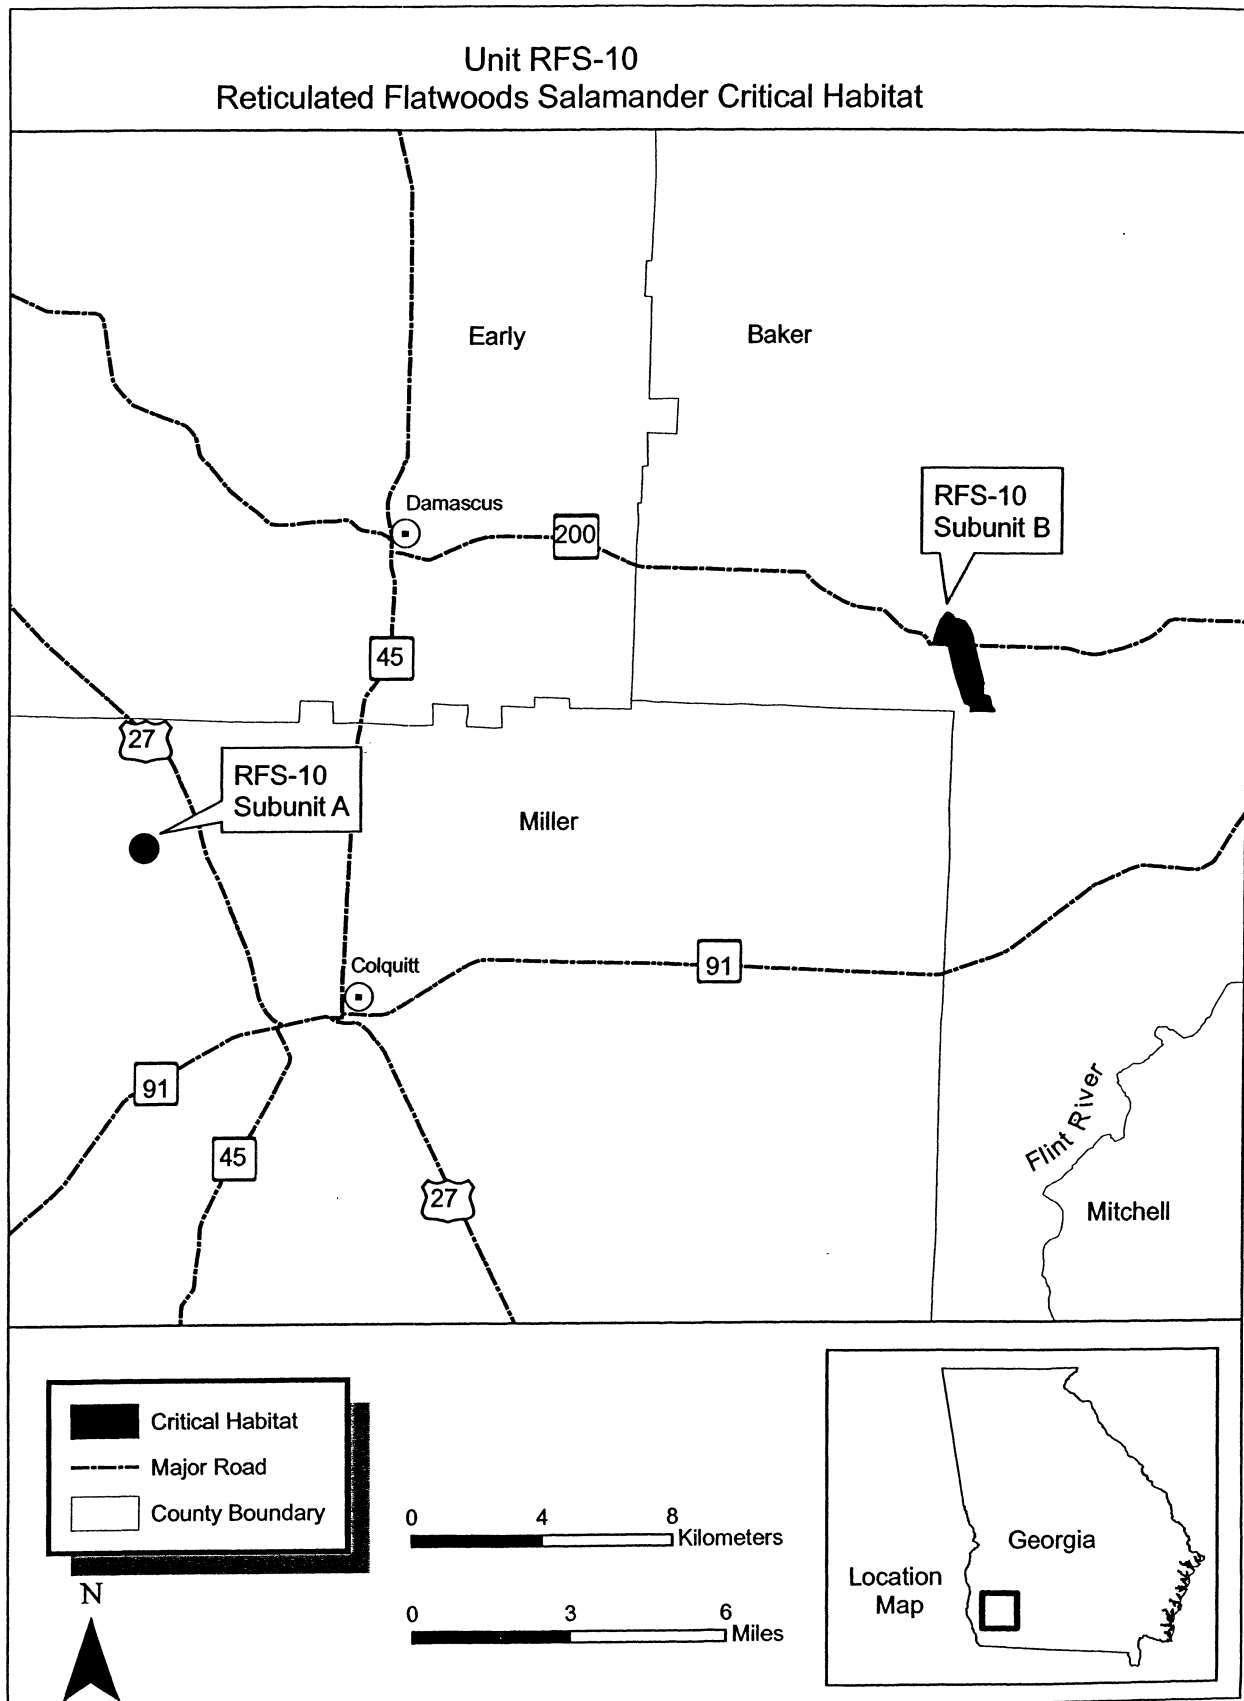 Unit RFS-10
Reticulated Flatwoods Salamander Critical Habitat
Early
Baker
Damascus
200
RFS-10
Subunit B
45
27
RFS-10
Subunit A
Miller
Colquitt
91
91
45
27
Flint River
Mitchell
Critical Habitat
Major Road
County Boundary
0 4 8
Kilometers
0 3 6
Miles
N
Georgia
Location
Map